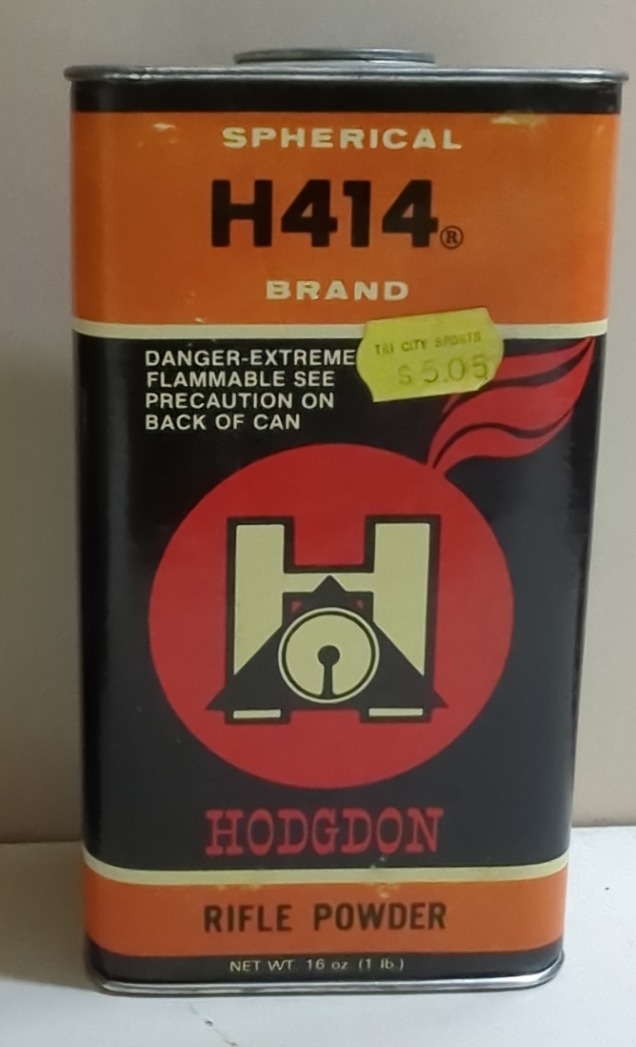 SPHERICAL
H414®
BRAND
TRI CITY SPORTS
$5.05
DANGER-EXTREME
FLAMMABLE SEE
PRECAUTION ON
BACK OF CAN
H
HODGDON
RIFLE POWDER
NET WT. 16 oz (1 lb.)